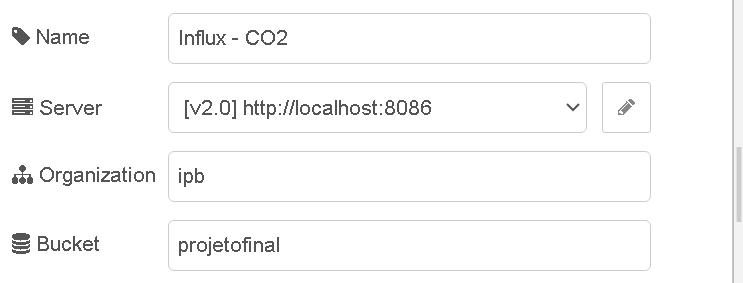 Name Influx - CO2
Server [v2.0] http://localhost:8086
Organization ipb
Bucket projetofinal